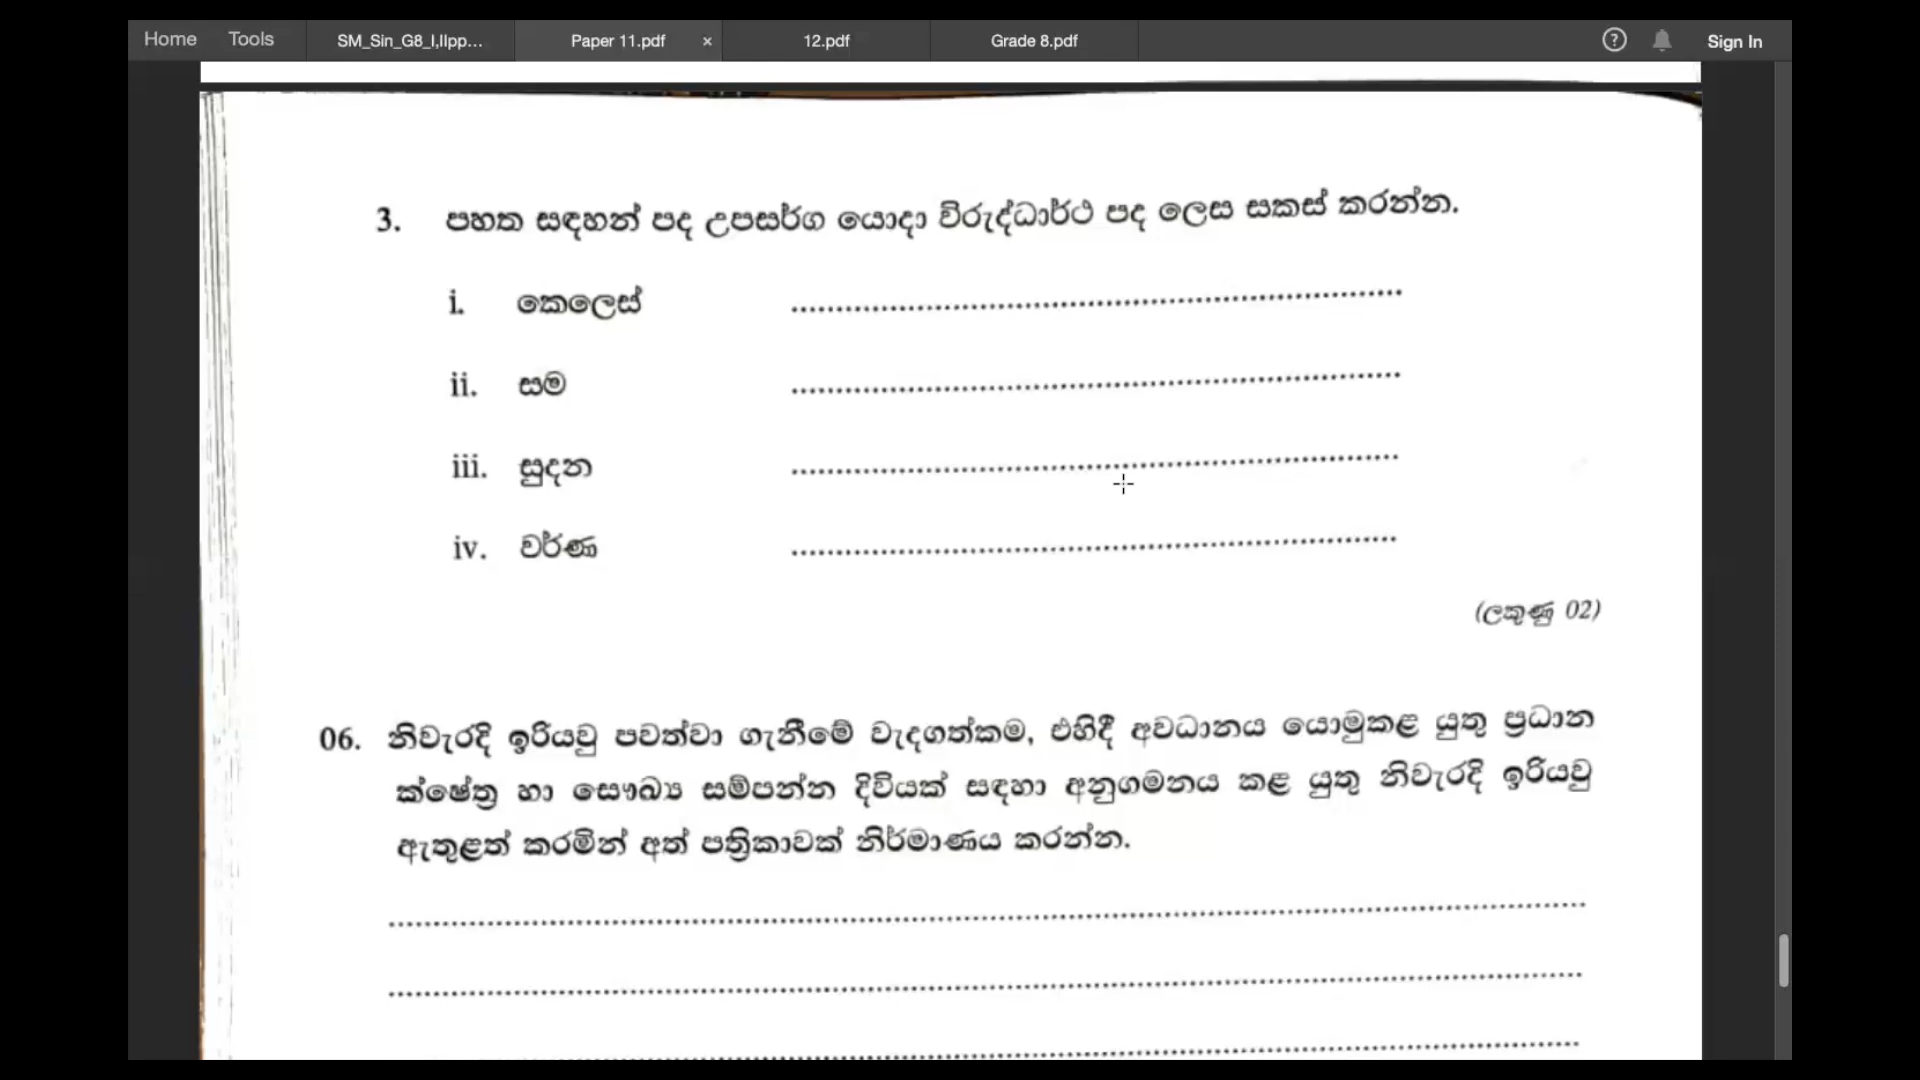 Home Tools SM_Sin_G8_I,IIpp... Paper 11.pdf × 12.pdf Grade 8.pdf ? Sign In
3. පහත සඳහන් පද උපසර්ග යොදා විරුද්ධාර්ථ පද ලෙස සකස් කරන්න.
i. කෙලෙස් ................................................
ii. සම ................................................
iii. සුදන ................................................
iv. වර්ණ ................................................
(ලකුණු 02)
06. නිවැරදි ඉරියවු පවත්වා ගැනීමේ වැදගත්කම, එහිදී අවධානය යොමුකළ යුතු ප්‍රධාන
ක්ෂේත්‍ර හා සෞඛ්‍ය සම්පන්න දිවියක් සඳහා අනුගමනය කළ යුතු නිවැරදි ඉරියවු
ඇතුළත් කරමින් අත් පත්‍රිකාවක් නිර්මාණය කරන්න.